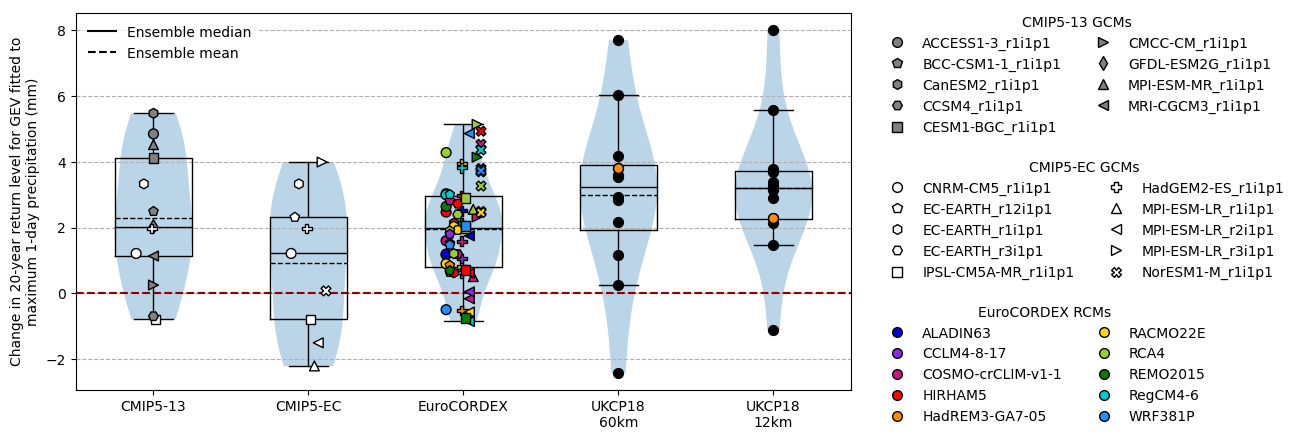 Change in 20-year return level for GEV fitted to
maximum 1-day precipitation (mm)
8
6
4
2
0
−2
Ensemble median
Ensemble mean
CMIP5-13
CMIP5-EC
EuroCORDEX
UKCP18
60km
UKCP18
12km
CMIP5-13 GCMs
ACCESS1-3_r1i1p1
BCC-CSM1-1_r1i1p1
CanESM2_r1i1p1
CCSM4_r1i1p1
CESM1-BGC_r1i1p1
CMCC-CM_r1i1p1
GFDL-ESM2G_r1i1p1
MPI-ESM-MR_r1i1p1
MRI-CGCM3_r1i1p1
CMIP5-EC GCMs
CNRM-CM5_r1i1p1
EC-EARTH_r12i1p1
EC-EARTH_r1i1p1
EC-EARTH_r3i1p1
IPSL-CM5A-MR_r1i1p1
HadGEM2-ES_r1i1p1
MPI-ESM-LR_r1i1p1
MPI-ESM-LR_r2i1p1
MPI-ESM-LR_r3i1p1
NorESM1-M_r1i1p1
EuroCORDEX RCMs
ALADIN63
CCLM4-8-17
COSMO-crCLIM-v1-1
HIRHAM5
HadREM3-GA7-05
RACMO22E
RCA4
REMO2015
RegCM4-6
WRF381P